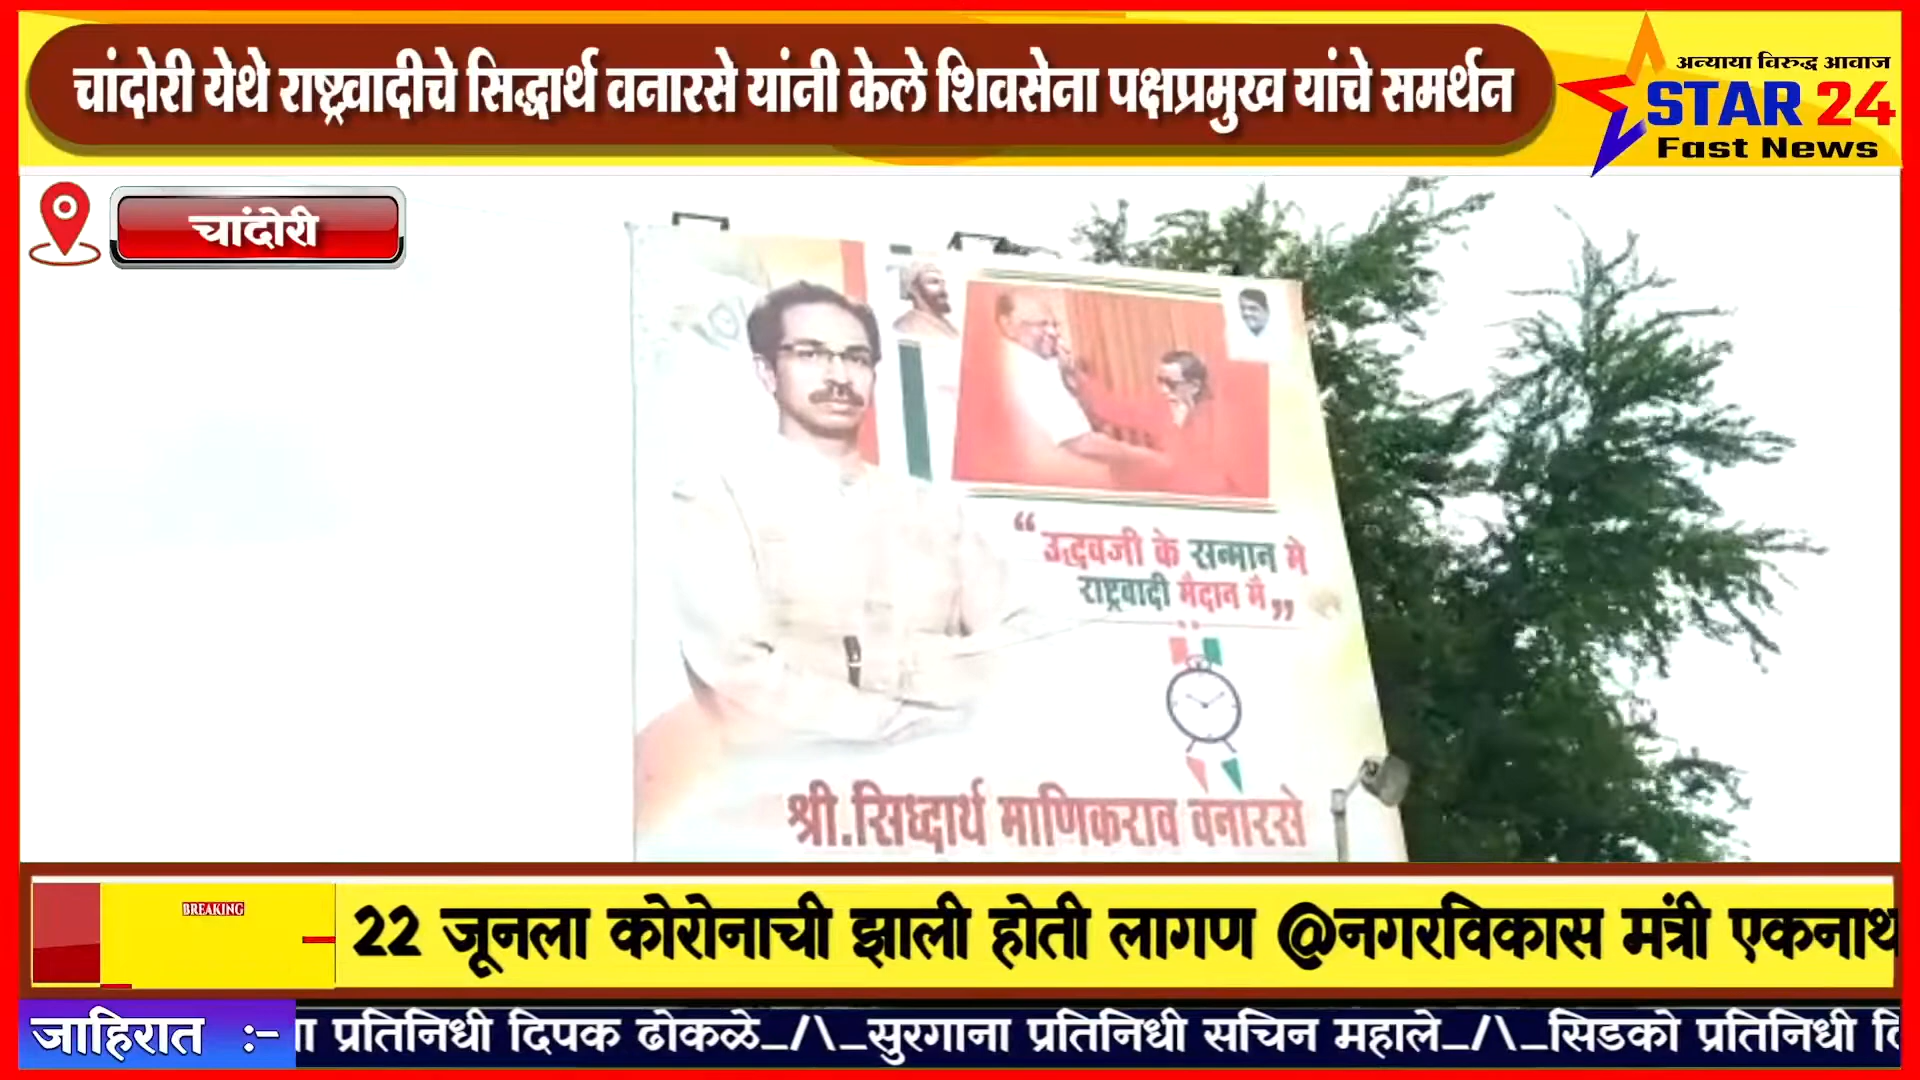 चांदोरी येथे राष्ट्रवादीचे सिद्धार्थ वनारसे यांनी केले शिवसेना पक्षप्रमुख यांचे समर्थन
अन्याया विरुद्ध आवाज
STAR 24
Fast News
चांदोरी
“उद्धवजी के सन्मान मे
राष्ट्रवादी मैदान मै„
श्री.सिध्दार्थ माणिकराव वनारसे
BREAKING
22 जूनला कोरोनाची झाली होती लागण @नगरविकास मंत्री एकनाथ
जाहिरात :- ा प्रतिनिधी दिपक ढोकळे_/\_सुरगाना प्रतिनिधी सचिन महाले_/\_सिडको प्रतिनिधी